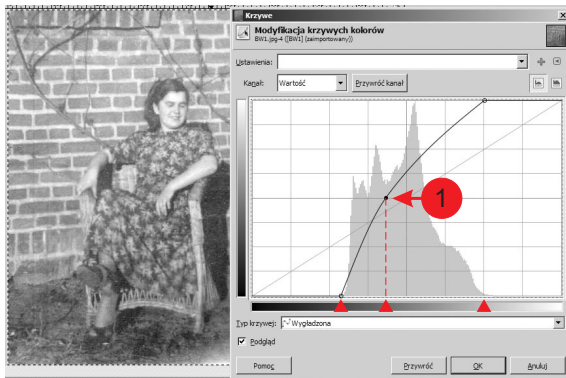 Krzywe
Modyfikacja krzywych kolorów
BW1.jpg-4 ([BW1] (zaimportowany))
Ustawienia:
Kanał: Wartość Przywróć kanał
1
Typ krzywej: Wygładzona
Podgląd
Pomoc Przywróć OK Anuluj